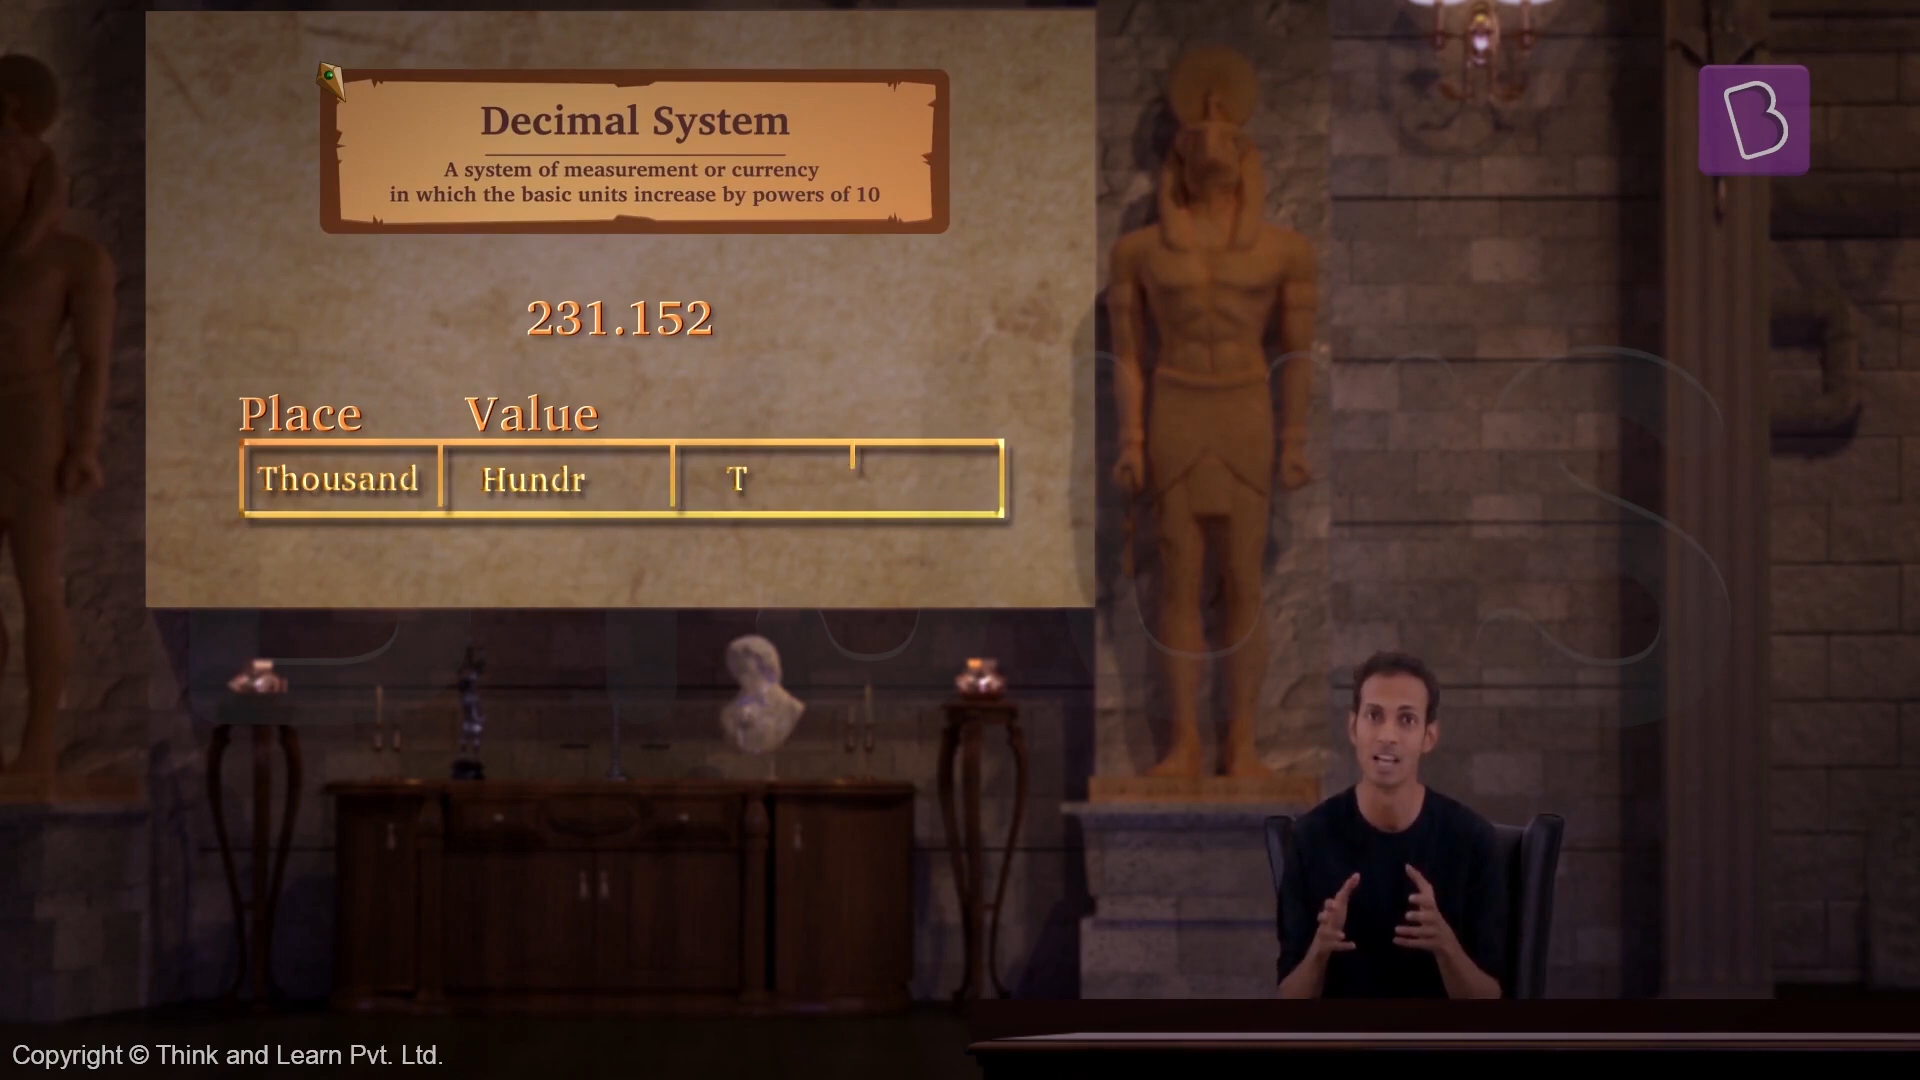 Decimal System
A system of measurement or currency
in which the basic units increase by powers of 10
231.152
Place Value
Thousand Hundr T
B
Copyright © Think and Learn Pvt. Ltd.